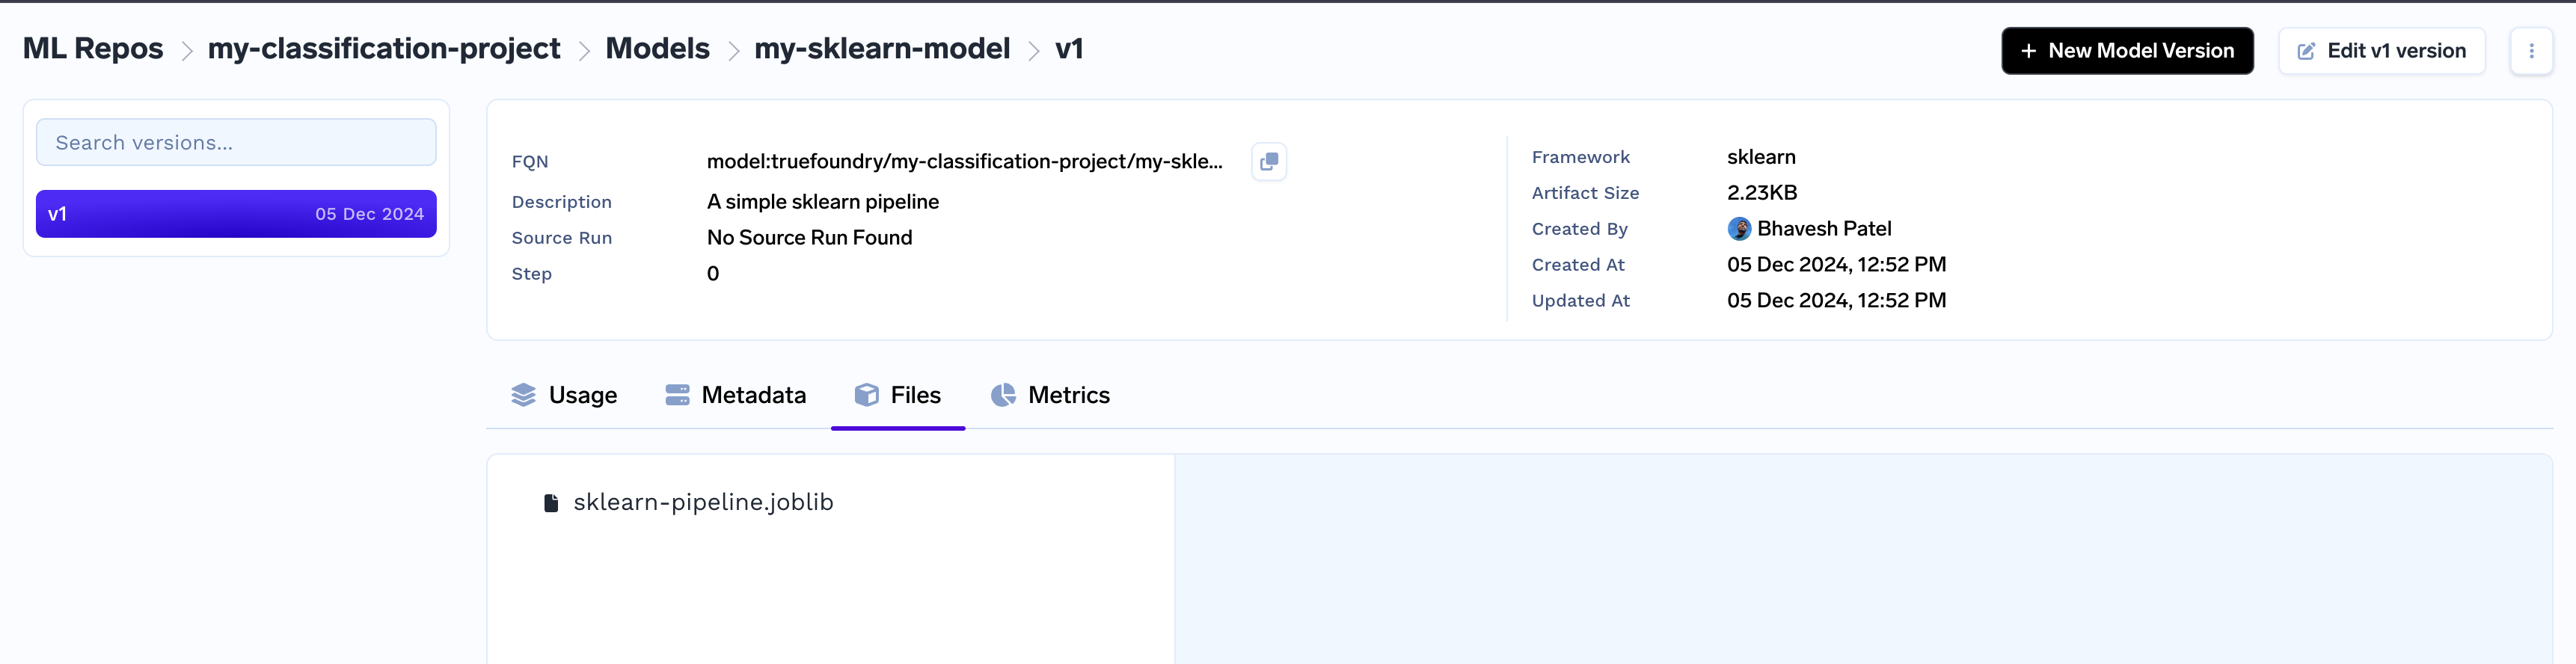 ML Repos > my-classification-project > Models > my-sklearn-model > v1
+ New Model Version
Edit v1 version
Search versions...
v1 05 Dec 2024
FQN model:truefoundry/my-classification-project/my-skle...
Description A simple sklearn pipeline
Source Run No Source Run Found
Step 0
Framework sklearn
Artifact Size 2.23KB
Created By Bhavesh Patel
Created At 05 Dec 2024, 12:52 PM
Updated At 05 Dec 2024, 12:52 PM
Usage Metadata Files Metrics
sklearn-pipeline.joblib